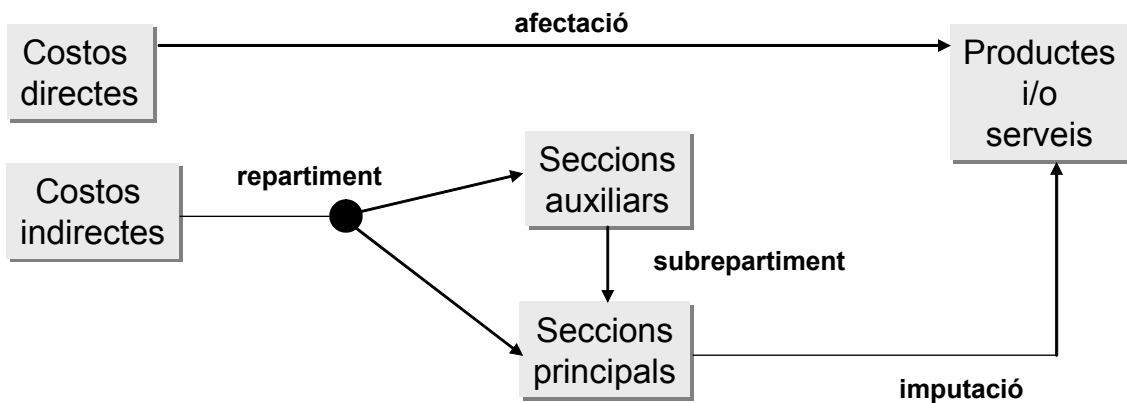 afectació
Costos
directes
Productes
i/o
serveis
repartiment
Seccions
auxiliars
Costos
indirectes
subrepartiment
Seccions
principals
imputació